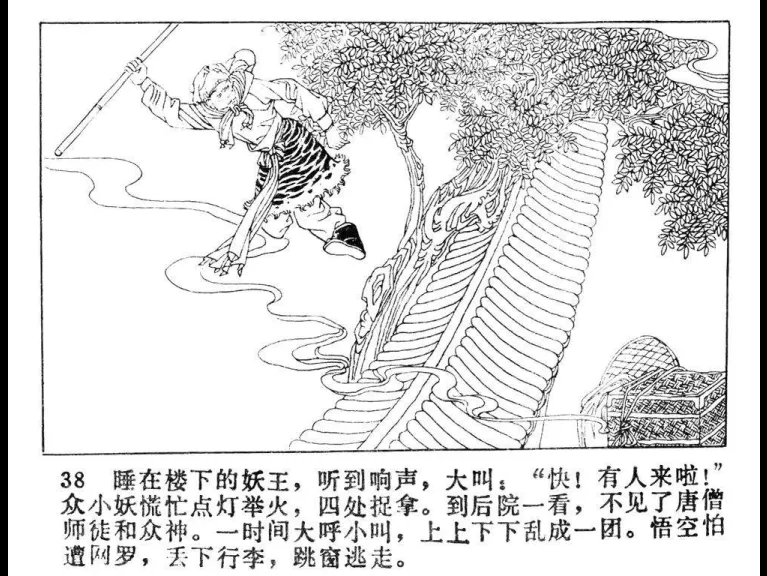 38 睡在楼下的妖王，听到响声，大叫：“快！有人来啦！”
众小妖慌忙点灯举火，四处捉拿。到后院一看，不见了唐僧
师徒和众神。一时间大呼小叫，上上下下乱成一团。悟空怕
遭网罗，丢下行李，跳窗逃走。